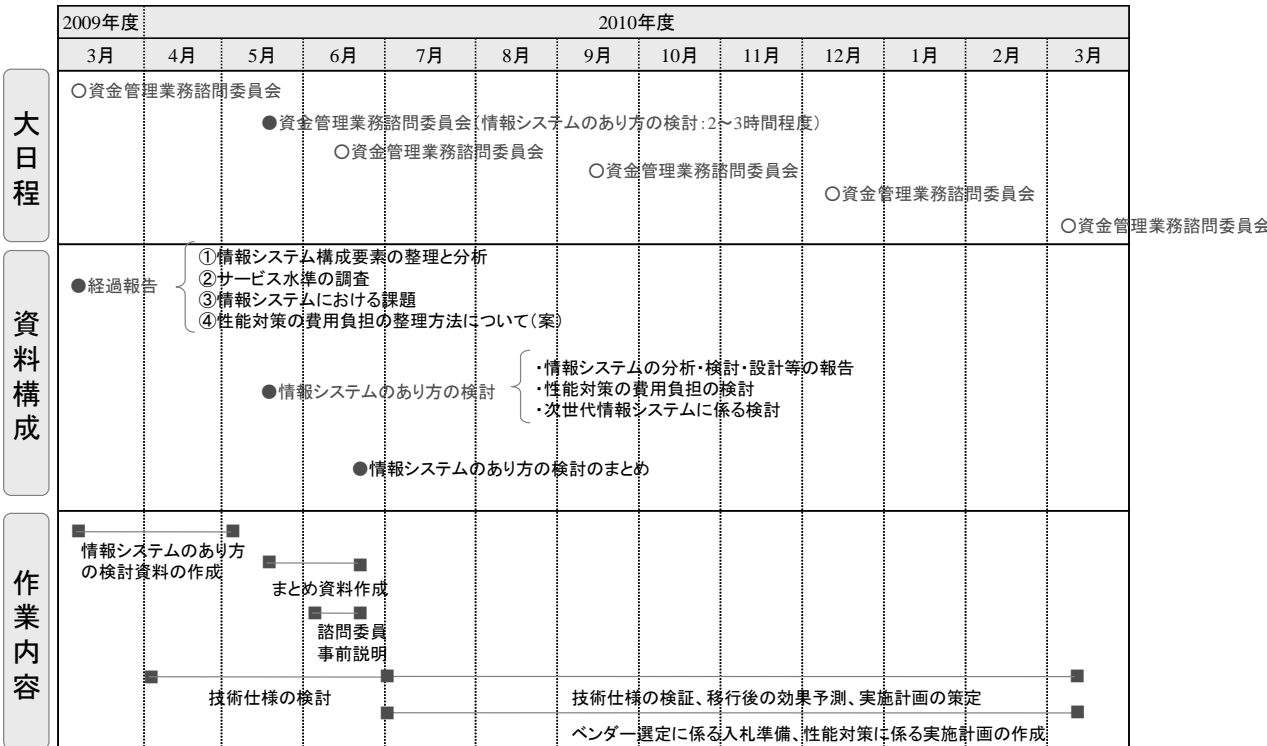 2009年度 2010年度
3月 4月 5月 6月 7月 8月 9月 10月 11月 12月 1月 2月 3月
大日程
○資金管理業務諮問委員会
●資金管理業務諮問委員会(情報システムのあり方の検討:2～3時間程度)
○資金管理業務諮問委員会
○資金管理業務諮問委員会
○資金管理業務諮問委員会
○資金管理業務諮問委員会
資料構成
●経過報告
①情報システム構成要素の整理と分析
②サービス水準の調査
③情報システムにおける課題
④性能対策の費用負担の整理方法について(案)
●情報システムのあり方の検討
・情報システムの分析・検討・設計等の報告
・性能対策の費用負担の検討
・次世代情報システムに係る検討
●情報システムのあり方の検討のまとめ
作業内容
情報システムのあり方
の検討資料の作成
まとめ資料作成
諮問委員
事前説明
技術仕様の検討
技術仕様の検証、移行後の効果予測、実施計画の策定
ベンダー選定に係る入札準備、性能対策に係る実施計画の作成